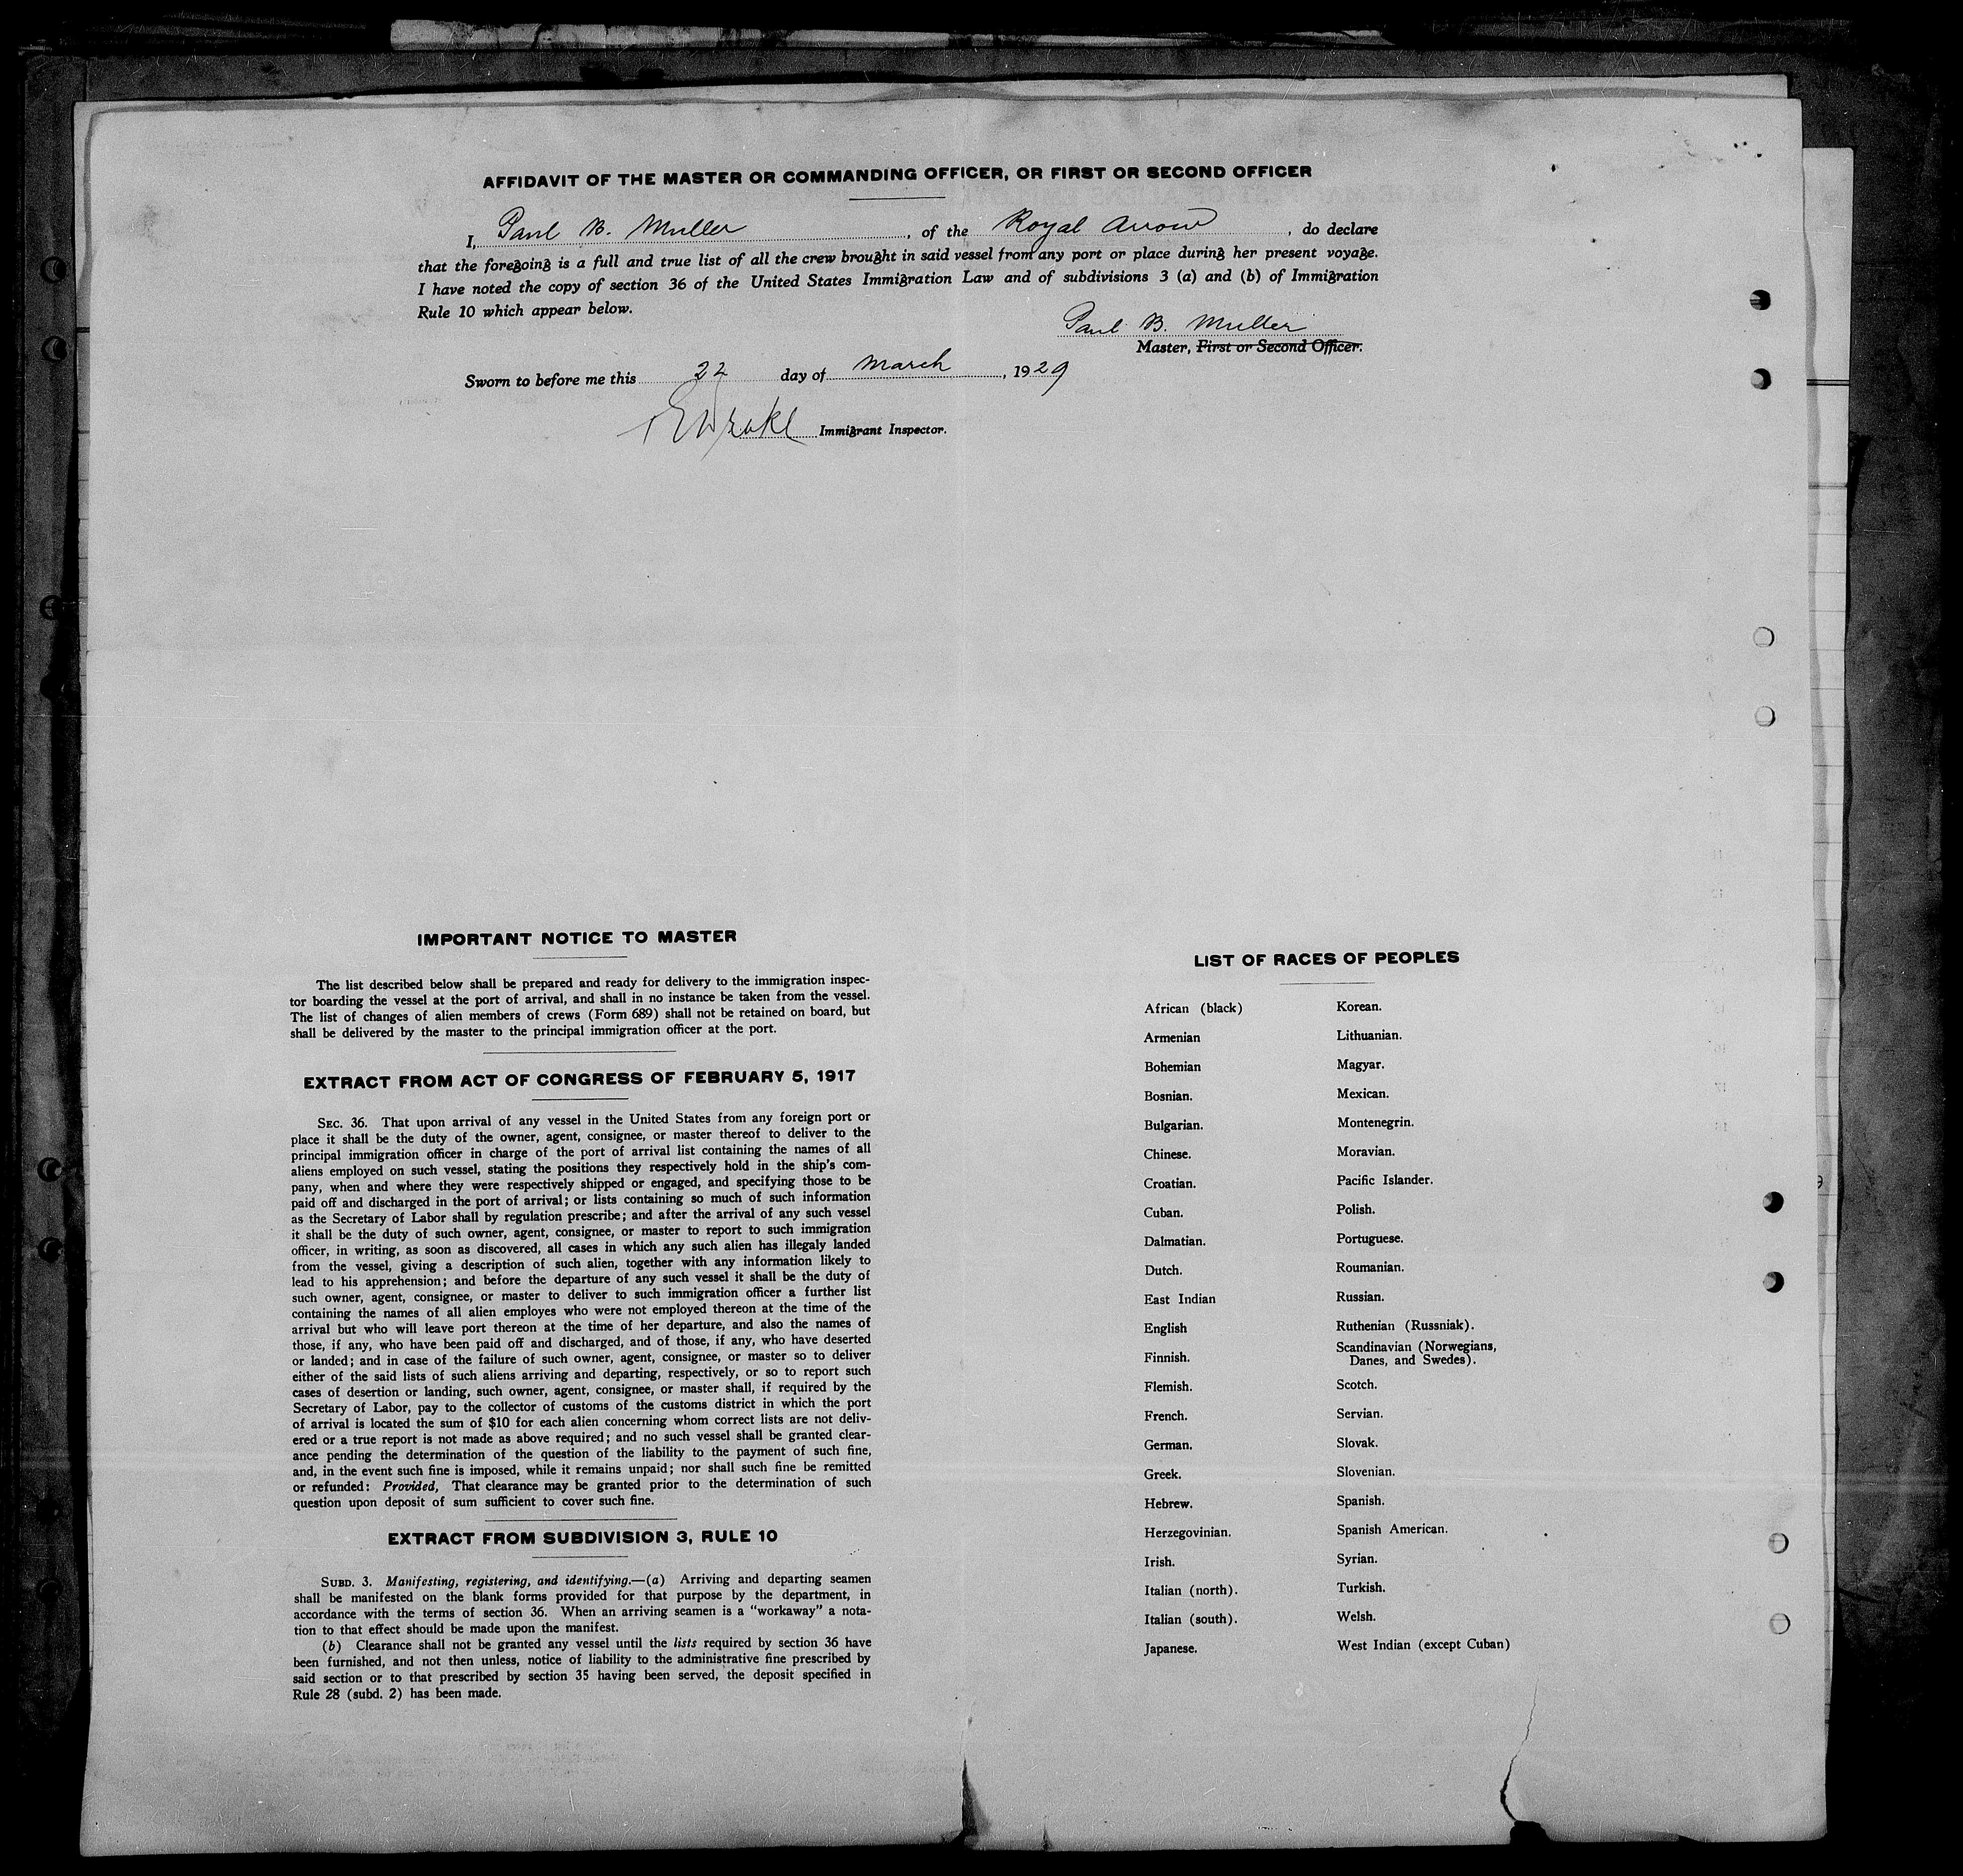 AFFIDAVIT OF THE MASTER OR COMMANDING OFFICER, OR FIRST OR SECOND OFFICER
I, Paul B. Muller, of the Royal Arrow, do declare
that the foregoing is a full and true list of all the crew brought in said vessel from any port or place during her present voyage.
I have noted the copy of section 36 of the United States Immigration Law and of subdivisions 3 (a) and (b) of Immigration
Rule 10 which appear below.
Paul B. Muller
Master, First or Second Officer.
Sworn to before me this 22 day of March, 1929
Immigrant Inspector.
IMPORTANT NOTICE TO MASTER
The list described below shall be prepared and ready for delivery to the immigration inspec-
tor boarding the vessel at the port of arrival, and shall in no instance be taken from the vessel.
The list of changes of alien members of crews (Form 689) shall not be retained on board, but
shall be delivered by the master to the principal immigration officer at the port.
EXTRACT FROM ACT OF CONGRESS OF FEBRUARY 5, 1917
SEC. 36. That upon arrival of any vessel in the United States from any foreign port or
place it shall be the duty of the owner, agent, consignee, or master thereof to deliver to the
principal immigration officer in charge of the port of arrival list containing the names of all
aliens employed on such vessel, stating the positions they respectively hold in the ship's com-
pany, when and where they were respectively shipped or engaged, and specifying those to be
paid off and discharged in the port of arrival; or lists containing so much of such information
as the Secretary of Labor shall by regulation prescribe; and after the arrival of any such vessel
it shall be the duty of such owner, agent, consignee, or master to report to such immigration
officer, in writing, as soon as discovered, all cases in which any such alien has illegaly landed
from the vessel, giving a description of such alien, together with any information likely to
lead to his apprehension; and before the departure of any such vessel it shall be the duty of
such owner, agent, consignee, or master to deliver to such immigration officer a further list
containing the names of all alien employes who were not employed thereon at the time of the
arrival but who will leave port thereon at the time of her departure, and also the names of
those, if any, who have been paid off and discharged, and of those, if any, who have deserted
or landed; and in case of the failure of such owner, agent, consignee, or master so to deliver
either of the said lists of such aliens arriving and departing, respectively, or so to report such
cases of desertion or landing, such owner, agent, consignee, or master shall, if required by the
Secretary of Labor, pay to the collector of customs of the customs district in which the port
of arrival is located the sum of $10 for each alien concerning whom correct lists are not deliv-
ered or a true report is not made as above required; and no such vessel shall be granted clear-
ance pending the determination of the question of the liability to the payment of such fine,
and, in the event such fine is imposed, while it remains unpaid; nor shall such fine be remitted
or refunded: Provided, That clearance may be granted prior to the determination of such
question upon deposit of sum sufficient to cover such fine.
EXTRACT FROM SUBDIVISION 3, RULE 10
SUBD. 3. Manifesting, registering, and identifying.—(a) Arriving and departing seamen
shall be manifested on the blank forms provided for that purpose by the department, in
accordance with the terms of section 36. When an arriving seamen is a "workaway" a nota-
tion to that effect should be made upon the manifest.
(b) Clearance shall not be granted any vessel until the lists required by section 36 have
been furnished, and not then unless, notice of liability to the administrative fine prescribed by
said section or to that prescribed by section 35 having been served, the deposit specified in
Rule 28 (subd. 2) has been made.
LIST OF RACES OF PEOPLES
African (black)
Armenian
Bohemian
Bosnian.
Bulgarian.
Chinese.
Croatian.
Cuban.
Dalmatian.
Dutch.
East Indian
English
Finnish.
Flemish.
French.
German.
Greek.
Hebrew.
Herzegovinian.
Irish.
Italian (north).
Italian (south).
Japanese.
Korean.
Lithuanian.
Magyar.
Mexican.
Montenegrin.
Moravian.
Pacific Islander.
Polish.
Portuguese.
Roumanian.
Russian.
Ruthenian (Russniak).
Scandinavian (Norwegians,
Danes, and Swedes).
Scotch.
Servian.
Slovak.
Slovenian.
Spanish.
Spanish American.
Syrian.
Turkish.
Welsh.
West Indian (except Cuban)